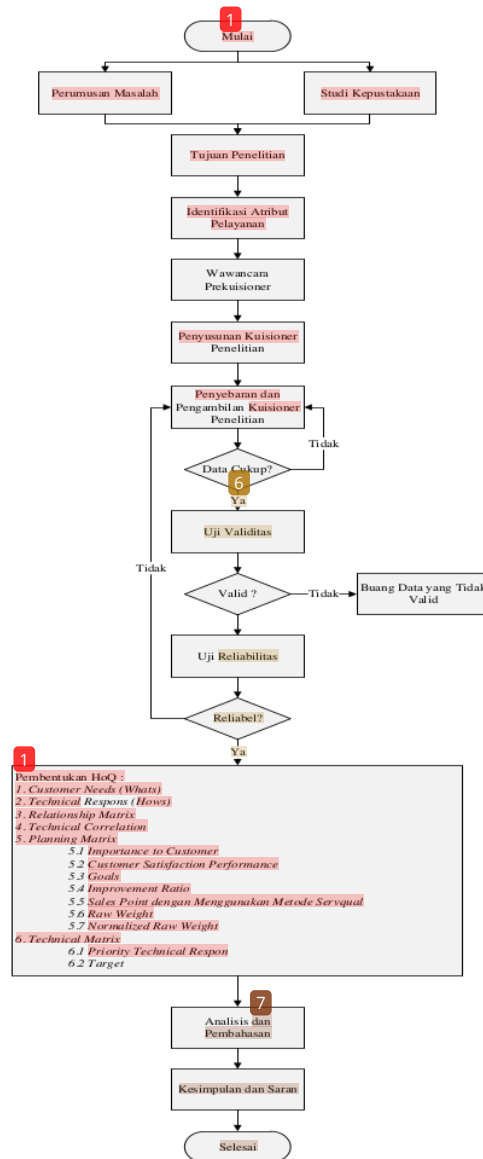 1
Mulai
Perumusan Masalah
Studi Kepustakaan
Tujuan Penelitian
Identifikasi Atribut
Pelayanan
Wawancara
Prekuisioner
Penyusunan Kuisioner
Penelitian
Penyebaran dan
Pengambilan Kuisioner
Penelitian
Tidak
Data Cukup?
6
Ya
Uji Validitas
Tidak
Valid ?
Tidak
Buang Data yang Tidak
Valid
Uji Reliabilitas
Reliabel?
Ya
1
Pembentukan HoQ :
1. Customer Needs (Whats)
2. Technical Respons (Hows)
3. Relationship Matrix
4. Technical Correlation
5. Planning Matrix
5.1 Importance to Customer
5.2 Customer Satisfaction Performance
5.3 Goals
5.4 Improvement Ratio
5.5 Sales Point dengan Menggunakan Metode Servqual
5.6 Raw Weight
5.7 Normalized Raw Weight
6. Technical Matrix
6.1 Priority Technical Respon
6.2 Target
7
Analisis dan
Pembahasan
Kesimpulan dan Saran
Selesai